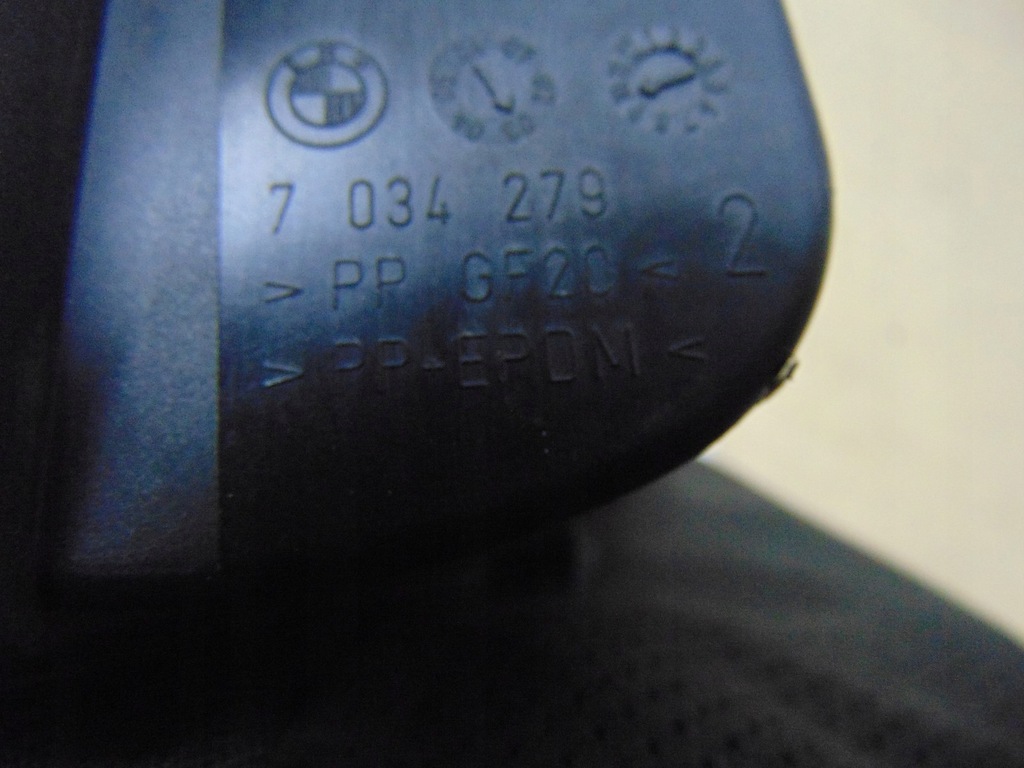 7 034 279
2
> PP GF20 <
> PP+EPDM <